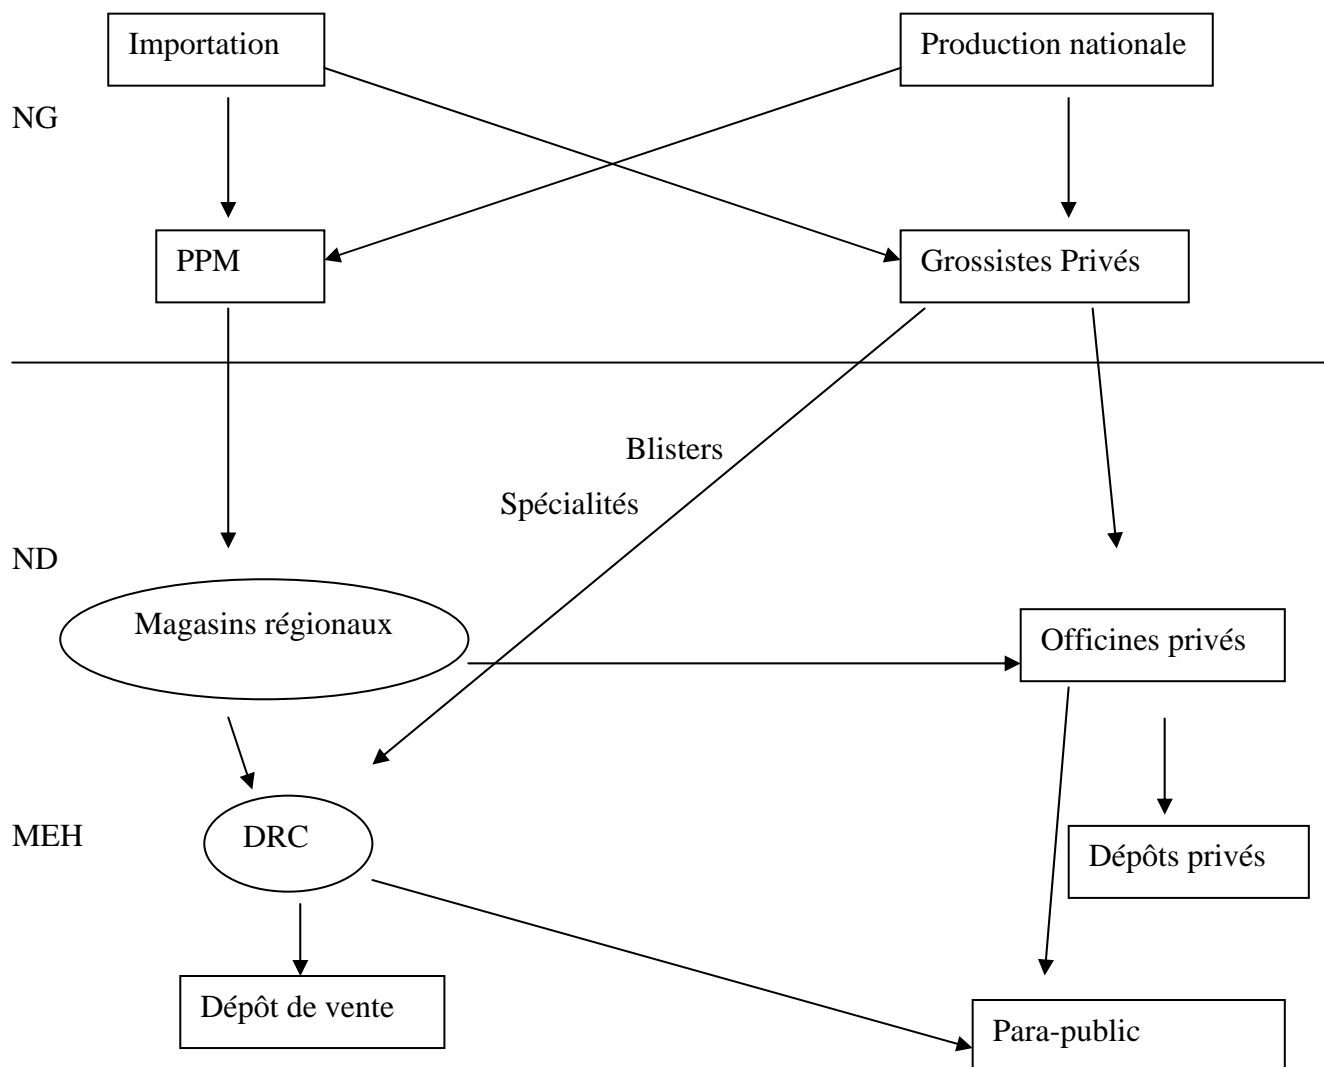 Importation
Production nationale
NG
PPM
Grossistes Privés
Blisters
Spécialités
ND
Magasins régionaux
Officines privés
MEH
DRC
Dépôts privés
Dépôt de vente
Para-public